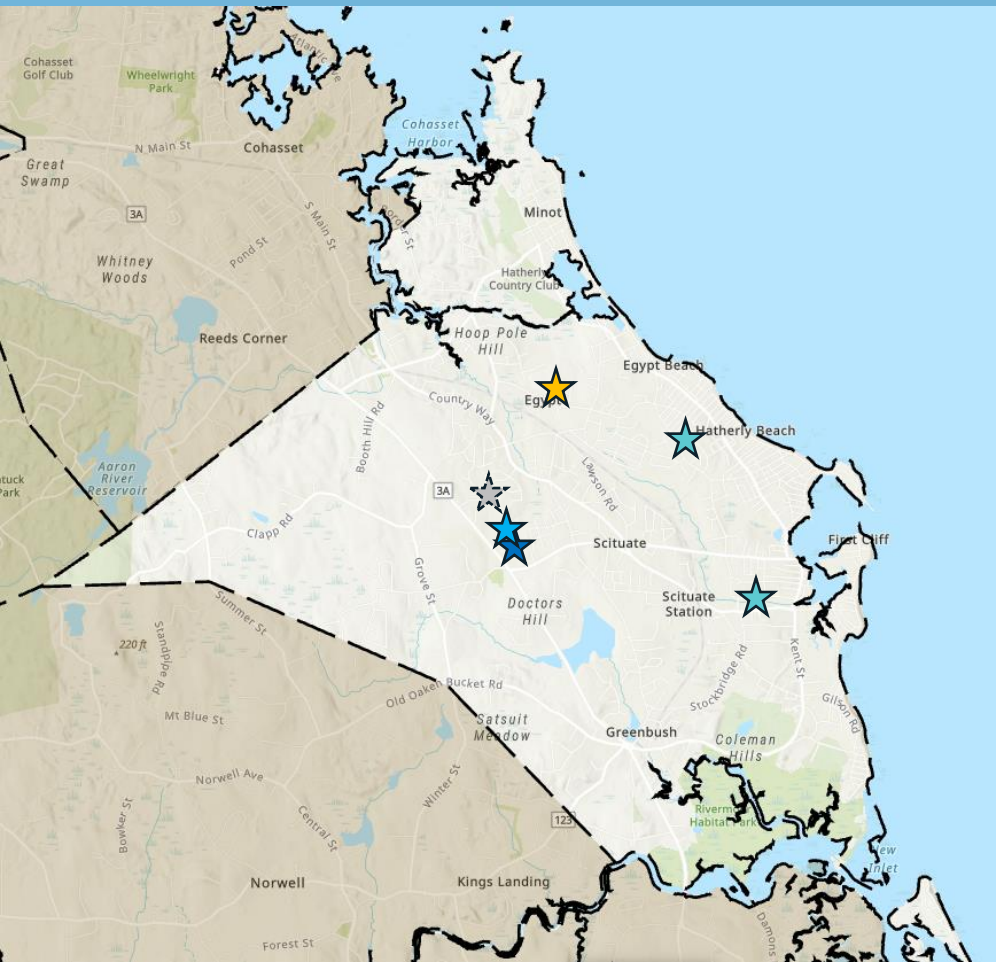 Atlantic Ave
Cohasset
Golf Club
Wheelwright
Park
Cohasset
Harbor
N Main St
Cohasset
Great
Swamp
3A
S Main St
Border St
Minot
Pond St
Whitney
Woods
Hatherly
Country Club
Reeds Corner
Hoop Pole
Hill
Egypt Beach
Egypt
Country Way
Booth Hill Rd
Hatherly Beach
Aaron
River
Reservoir
Park
3A
Lawson Rd
Clapp Rd
Scituate
First Cliff
Grove St
Scituate
Station
Doctors
Hill
Summer St
220 ft
Standpipe Rd
Kent St
Stockbridge Rd
Old Oaken Bucket Rd
Gilson Rd
Mt Blue St
Satsuit
Meadow
Greenbush
Coleman
Hills
Norwell Ave
Winter St
Bowker St
Central St
123
Habitat Park
Inlet
Norwell
Kings Landing
Damons
Forest St